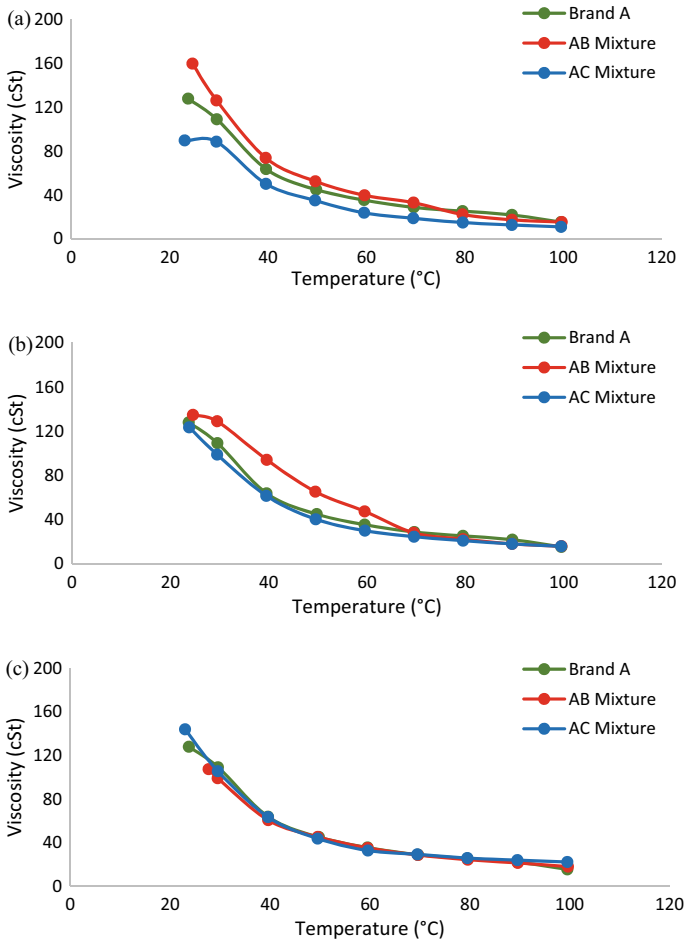 (a)
200
160
120
80
40
0
Viscosity (cSt)
0 20 40 60 80 100 120
Temperature (°C)
Brand A
AB Mixture
AC Mixture
(b)
200
160
120
80
40
0
Viscosity (cSt)
0 20 40 60 80 100 120
Temperature (°C)
Brand A
AB Mixture
AC Mixture
(c)
200
160
120
80
40
0
Viscosity (cSt)
0 20 40 60 80 100 120
Temperature (°C)
Brand A
AB Mixture
AC Mixture